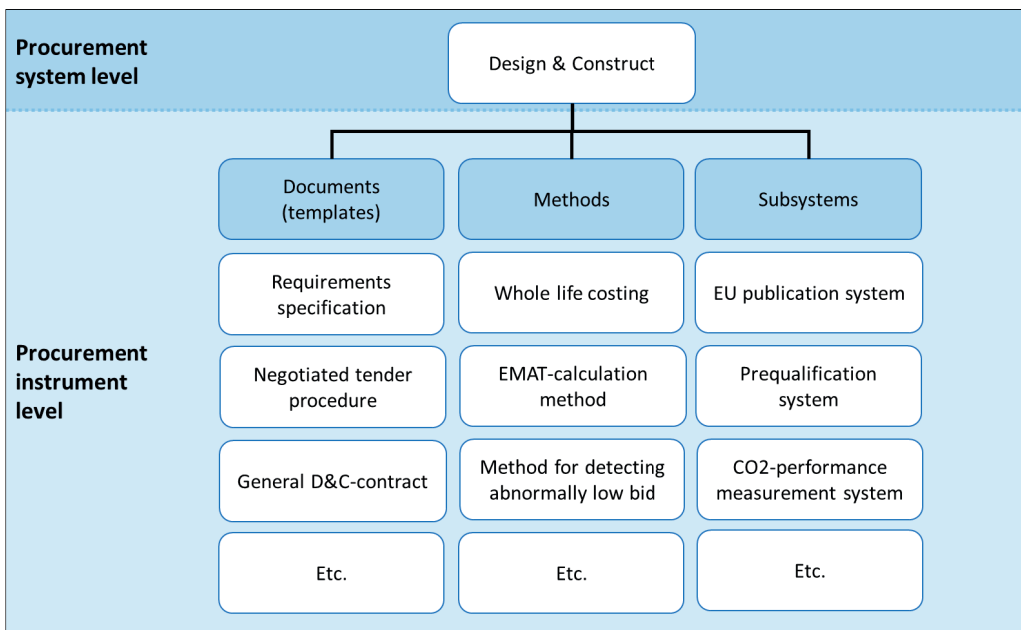 Procurement
system level
Design & Construct
Procurement
instrument
level
Documents
(templates)
Requirements
specification
Negotiated tender
procedure
General D&C-contract
Etc.
Methods
Whole life costing
EMAT-calculation
method
Method for detecting
abnormally low bid
Etc.
Subsystems
EU publication system
Prequalification
system
CO2-performance
measurement system
Etc.